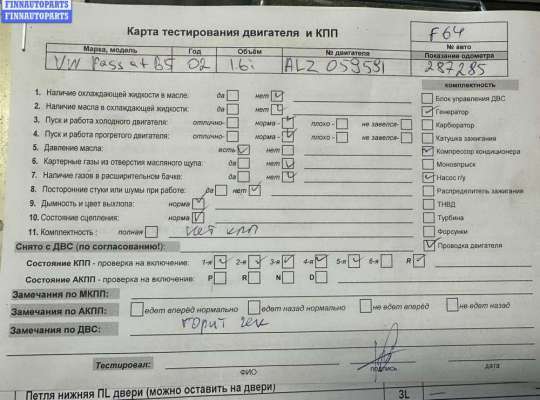 FINNAUTOPARTS
FINNAUTOPARTS
Карта тестирования двигателя и КПП
F64
№ авто
Марка, модель Год Объём № двигателя Показание одометра
VW Passat B5 02 1.6i ALZ 059591 287285
комплектность
1. Наличие охлаждающей жидкости в масле: да нет
2. Наличие масла в охлаждающей жидкости: да нет
3. Пуск и работа холодного двигателя: отлично- норма - плохо - не завелся-
4. Пуск и работа прогретого двигателя: отлично- норма - плохо - не завелся-
5. Давление масла: есть нет
6. Картерные газы из отверстия масляного щупа: да нет
7. Наличие газов в расширительном бачке: да нет
8. Посторонние стуки или шумы при работе: да нет
9. Дымность и цвет выхлопа: норма
10. Состояние сцепления: норма
11. Комплектность : полная нет кпп
Блок управления ДВС
Генератор
Карбюратор
Катушка зажигания
Компрессор кондиционера
Моновпрыск
Насос г/у
Распределитель зажигания
ТНВД
Турбина
Форсунки
Проводка двигателя
Снято с ДВС (по согласованию!):
Состояние КПП - проверка на включение: 1-я 2-я 3-я 4-я 5-я 6-я R
Состояние АКПП - проверка на включение: P R N D
Замечания по МКПП:
Замечания по АКПП: едет вперёд нормально едет назад нормально не едет вперёд не едет назад
Замечания по ДВС: горит чек
Тестировал: ФИО подпись дата
Петля нижняя ПL двери (можно оставить на двери) 3L